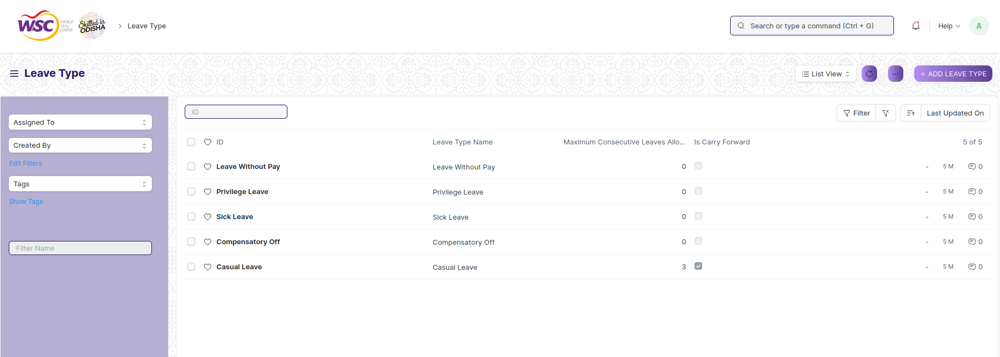 WSC WORLD SKILL CENTER Skilled in ODISHA Leave Type Search or type a command (Ctrl + G) Help A
Leave Type List View + ADD LEAVE TYPE
Assigned To
Created By
Edit Filters
Tags
Show Tags
Filter Name
ID Filter Last Updated On
ID Leave Type Name Maximum Consecutive Leaves Allo... Is Carry Forward 5 of 5
Leave Without Pay Leave Without Pay 0 - 5 M 0
Privilege Leave Privilege Leave 0 - 5 M 0
Sick Leave Sick Leave 0 - 5 M 0
Compensatory Off Compensatory Off 0 - 5 M 0
Casual Leave Casual Leave 3 - 5 M 0